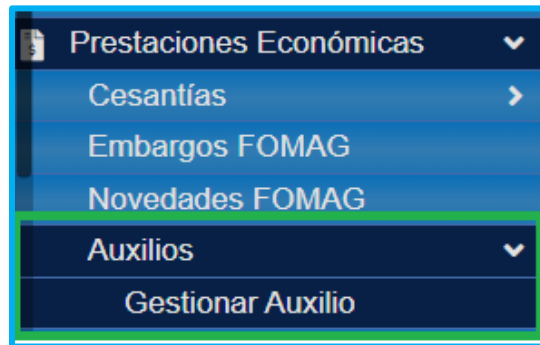 Prestaciones Económicas
Cesantías
Embargos FOMAG
Novedades FOMAG
Auxilios
Gestionar Auxilio